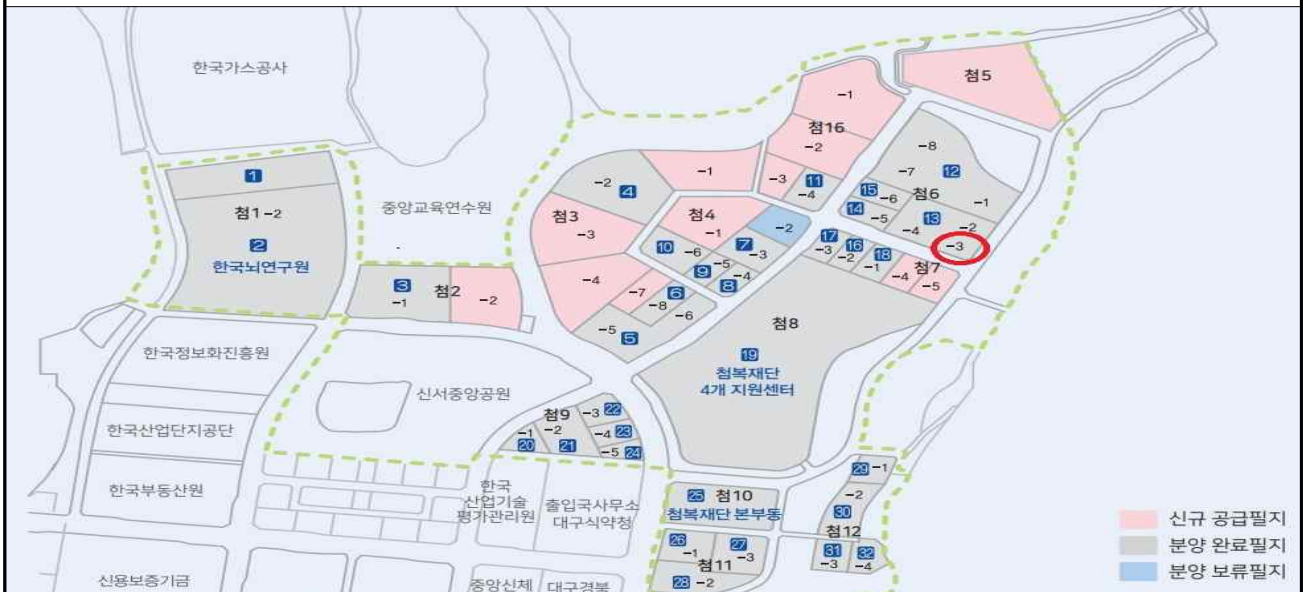 한국가스공사
첨5
-1
첨16
-2
-3
11
-4
-8
-7
12
15
-6
첨6
-1
14
-5
13
-4
-2
-3
1
첨1 -2
2
한국뇌연구원
중앙교육연수원
-2
4
-1
첨3
-3
첨4
-1
-2
10
-6
7
-3
-5
9
-4
8
-4
-7
6
-8
-6
-5
5
17
-3
16
-2
18
-1
첨7
-4
-5
3
-1
첨2
-2
첨8
19
첨복재단
4개 지원센터
한국정보화진흥원
신서중앙공원
한국산업단지공단
한국부동산원
첨9
-3
22
-1
-2
-4
23
20
21
-5
24
한국
산업기술
평가관리원
출입국사무소
대구식약청
25
첨10
첨복재단 본부동
29
-1
-2
30
첨12
31
32
-3
-4
26
-1
27
-3
첨11
28
-2
신용보증기금
중앙신체
대구경북
신규 공급필지
분양 완료필지
분양 보류필지